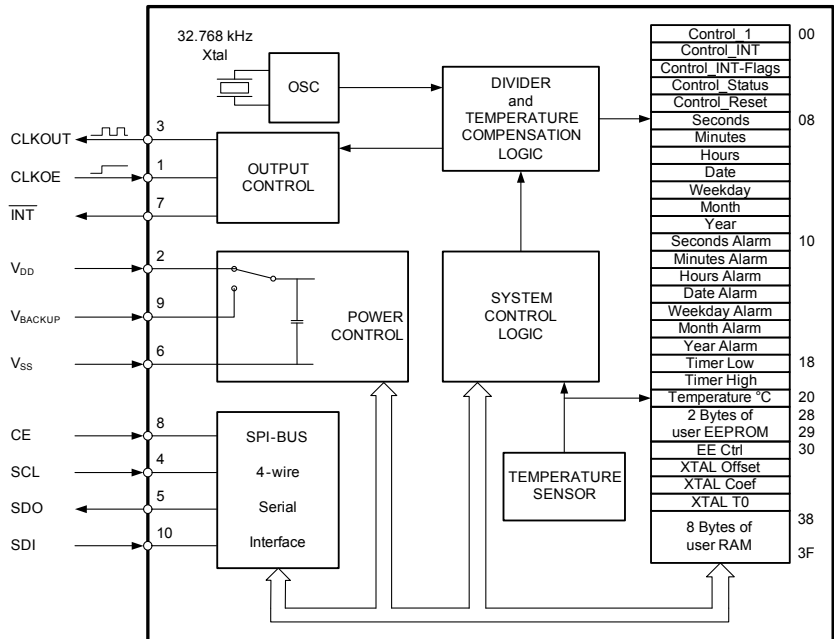 32.768 kHz
Xtal
OSC
DIVIDER
and
TEMPERATURE
COMPENSATION
LOGIC
CLKOUT 3
CLKOE 1
INT 7
OUTPUT
CONTROL
VDD 2
VBACKUP 9
VSS 6
POWER
CONTROL
SYSTEM
CONTROL
LOGIC
CE 8
SCL 4
SDO 5
SDI 10
SPI-BUS
4-wire
Serial
Interface
TEMPERATURE
SENSOR
Control_1 00
Control_INT
Control_INT-Flags
Control_Status
Control_Reset
Seconds 08
Minutes
Hours
Date
Weekday
Month
Year
Seconds Alarm 10
Minutes Alarm
Hours Alarm
Date Alarm
Weekday Alarm
Month Alarm
Year Alarm
Timer Low 18
Timer High
Temperature °C 20
2 Bytes of 28
user EEPROM 29
EE Ctrl 30
XTAL Offset
XTAL Coef
XTAL T0
38
8 Bytes of
user RAM
3F